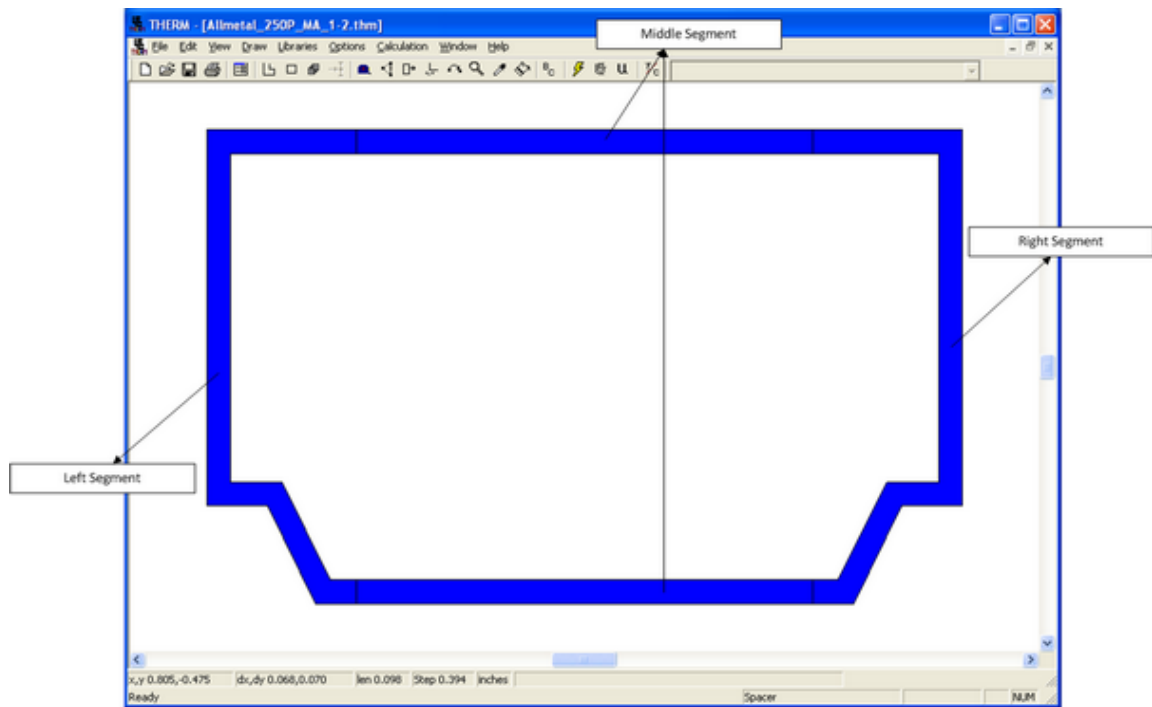 THERM - [Allmetal_250P_MA_1-2.thm]
File Edit View Draw Libraries Options Calculation Window Help
Middle Segment
Right Segment
Left Segment
x,y 0.805,-0.475 dx,dy 0.068,0.070 len 0.098 Step 0.394 inches
Ready Spacer NUM